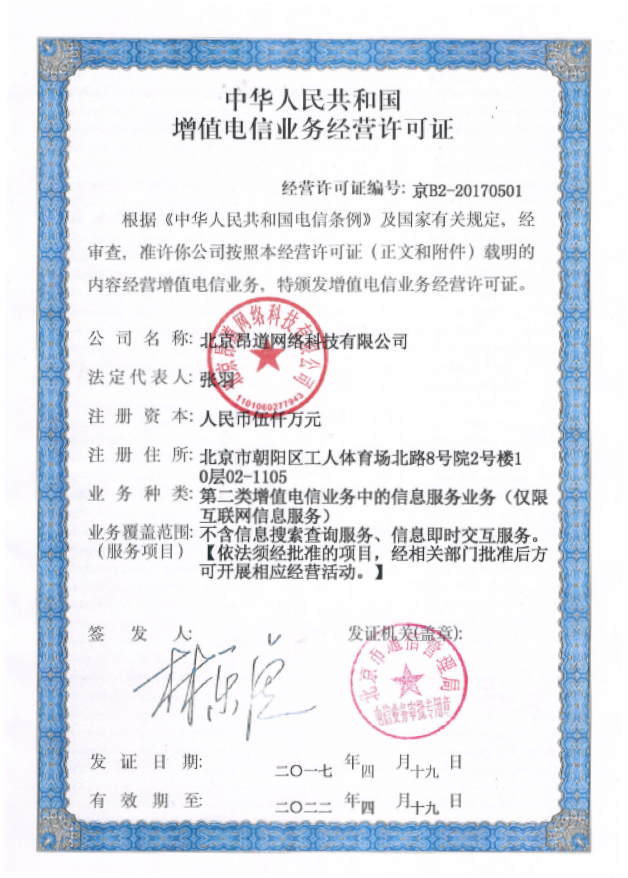 中华人民共和国
增值电信业务经营许可证
经营许可证编号: 京B2-20170501
根据《中华人民共和国电信条例》及国家有关规定，经
审查，准许你公司按照本经营许可证（正文和附件）载明的
内容经营增值电信业务，特颁发增值电信业务经营许可证。
公司名称: 北京昂道网络科技有限公司
北京昂道网络科技有限公司
1101060277943
法定代表人: 张羽
注册资本: 人民币伍仟万元
注册住所: 北京市朝阳区工人体育场北路8号院2号楼1
0层02-1105
业务种类: 第二类增值电信业务中的信息服务业务（仅限
互联网信息服务）
业务覆盖范围: 不含信息搜索查询服务、信息即时交互服务。
（服务项目） 【依法须经批准的项目，经相关部门批准后方
可开展相应经营活动。】
签发人: 发证机关(盖章):
北京市通信管理局
电信业务审批专用章
发证日期: 二〇一七 年四 月十九 日
有效期至: 二〇二二 年四 月十九 日